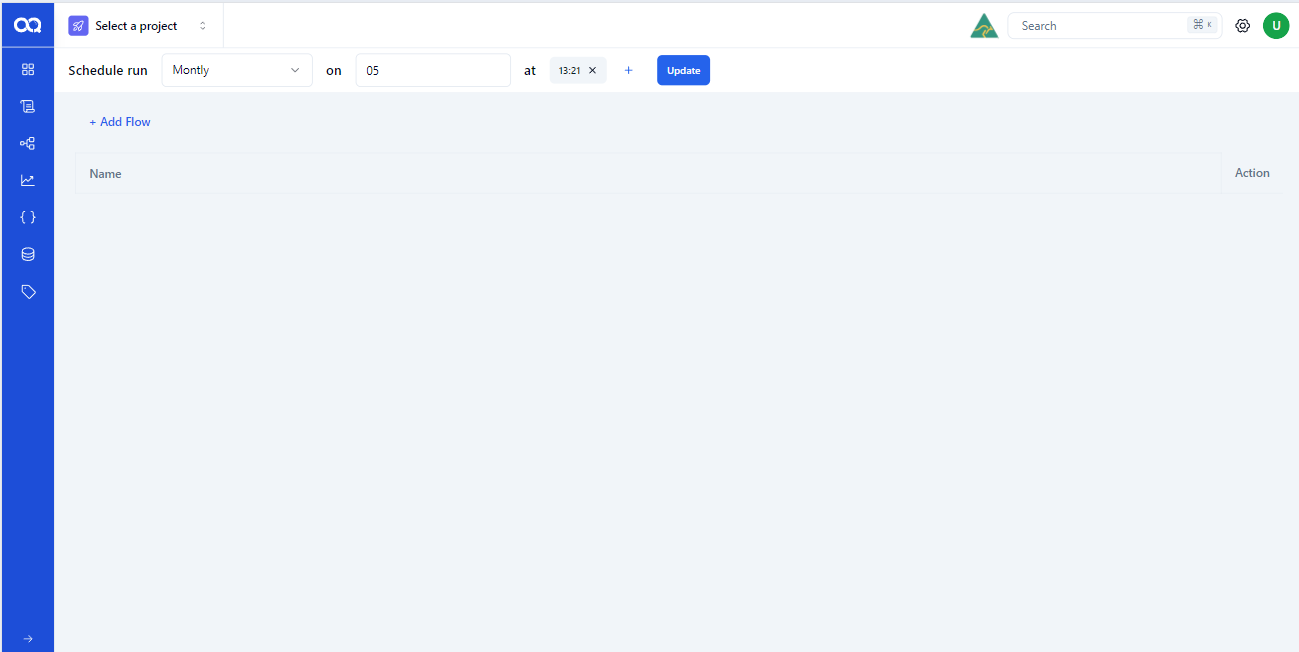 Select a project
Search ⌘ K
U
Schedule run Montly on 05 at 13:21 × + Update
+ Add Flow
Name Action